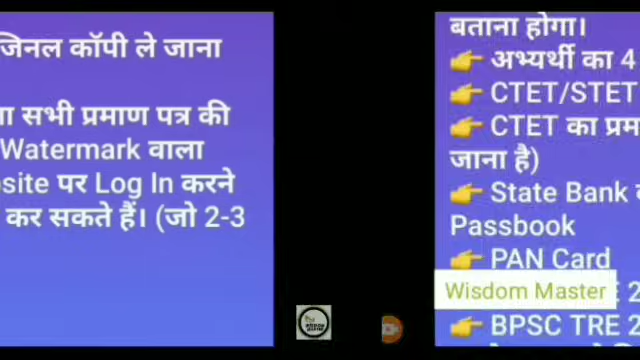 जिनल कॉपी ले जाना
सभी प्रमाण पत्र की
Watermark वाला
site पर Log In करने
कर सकते हैं। (जो 2-3
बताना होगा।
👉 अभ्यर्थी का 4
👉 CTET/STET
👉 CTET का प्रम
जाना है)
👉 State Bank
Passbook
👉 PAN Card
Wisdom Master
👉 BPSC TRE 2